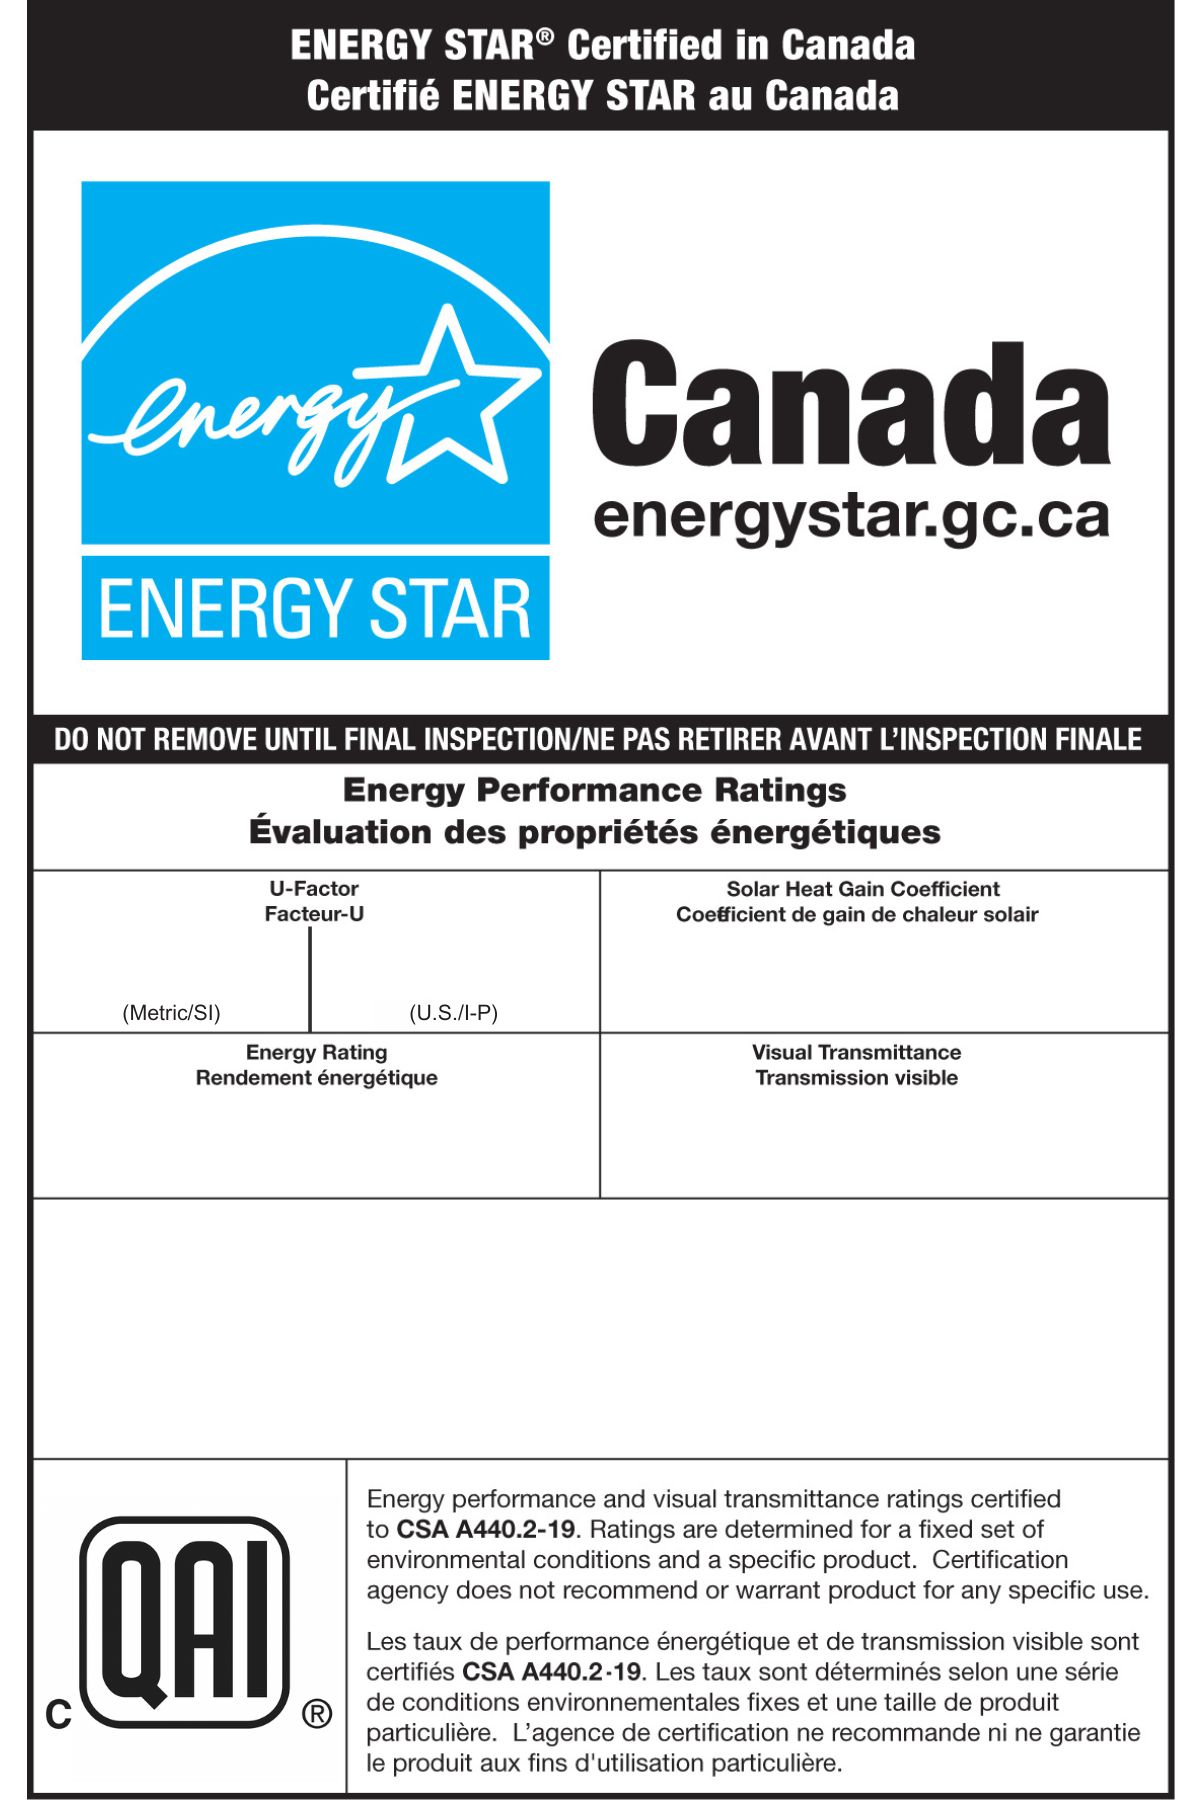 ENERGY STAR® Certified in Canada
Certifié ENERGY STAR au Canada
energy
ENERGY STAR
Canada
energystar.gc.ca
DO NOT REMOVE UNTIL FINAL INSPECTION/NE PAS RETIRER AVANT L'INSPECTION FINALE
Energy Performance Ratings
Évaluation des propriétés énergétiques
U-Factor
Facteur-U
(Metric/SI)
(U.S./I-P)
Solar Heat Gain Coefficient
Coefficient de gain de chaleur solair
Energy Rating
Rendement énergétique
Visual Transmittance
Transmission visible
C QAI ®
Energy performance and visual transmittance ratings certified
to CSA A440.2-19. Ratings are determined for a fixed set of
environmental conditions and a specific product. Certification
agency does not recommend or warrant product for any specific use.
Les taux de performance énergétique et de transmission visible sont
certifiés CSA A440.2-19. Les taux sont déterminés selon une série
de conditions environnementales fixes et une taille de produit
particulière. L'agence de certification ne recommande ni ne garantie
le produit aux fins d'utilisation particulière.